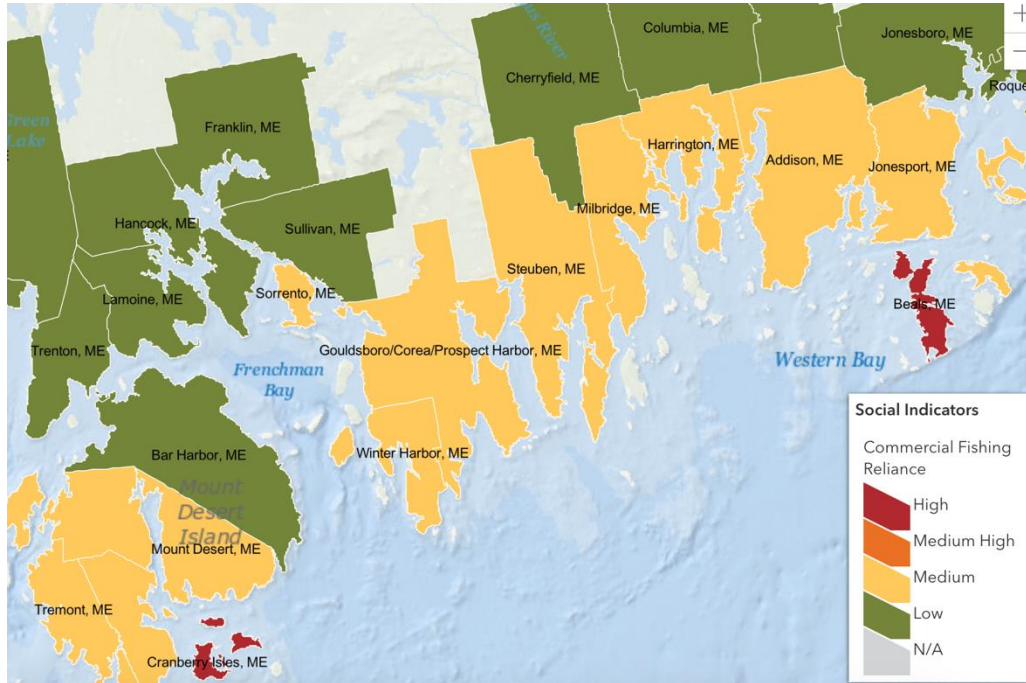 Columbia, ME
Jonesboro, ME
+
−
us River
Cherryfield, ME
Roque
Green
Lake
Franklin, ME
Harrington, ME
Addison, ME
Jonesport, ME
Hancock, ME
Sullivan, ME
Milbridge, ME
Steuben, ME
Sorrento, ME
Lamoine, ME
Beals, ME
Trenton, ME
Gouldsboro/Corea/Prospect Harbor, ME
Frenchman
Bay
Western Bay
Bar Harbor, ME
Winter Harbor, ME
Mount
Desert
Island
Mount Desert, ME
Tremont, ME
Cranberry Isles, ME
Social Indicators
Commercial Fishing
Reliance
High
Medium High
Medium
Low
N/A